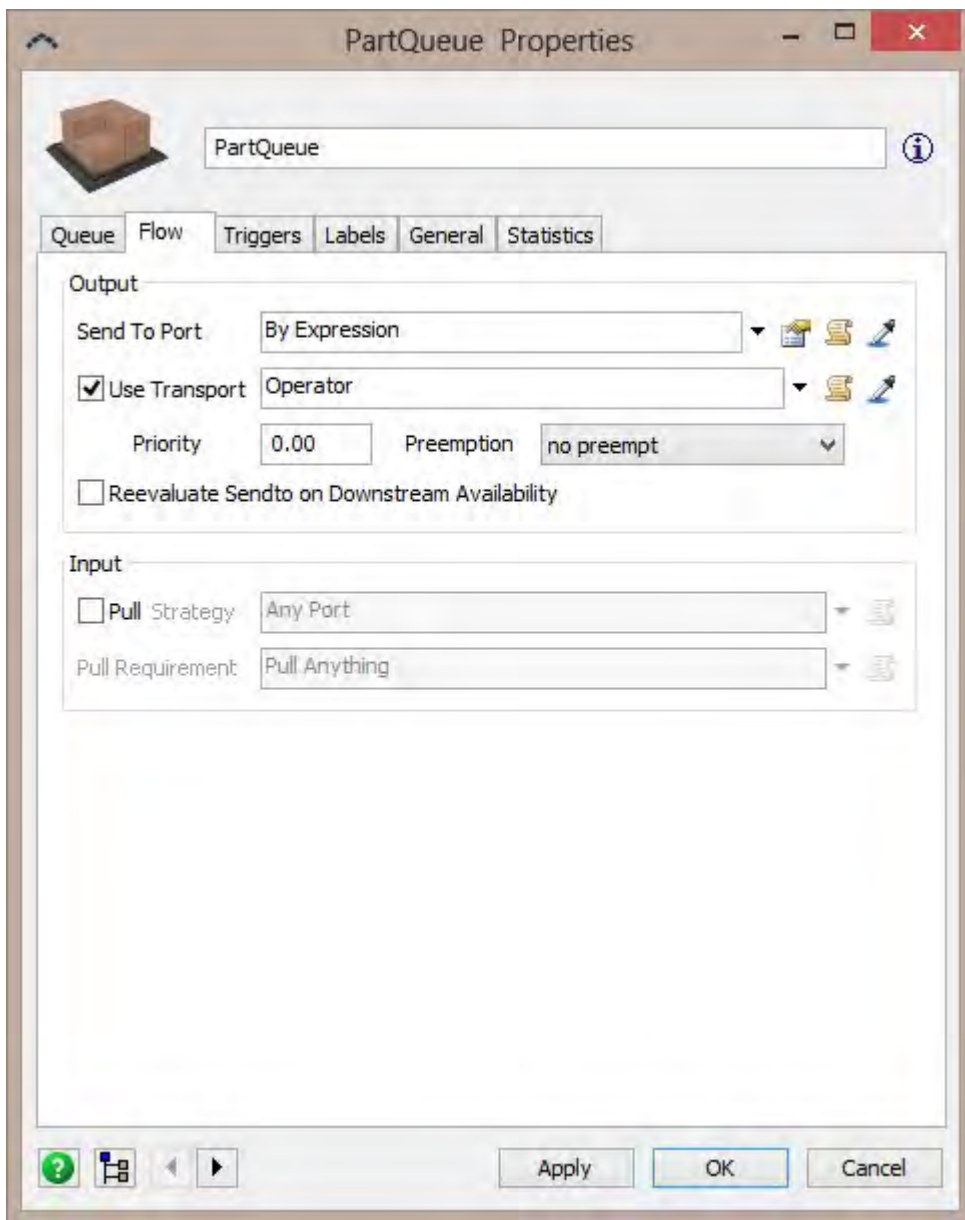 PartQueue Properties
PartQueue
Queue Flow Triggers Labels General Statistics
Output
Send To Port By Expression
Use Transport Operator
Priority 0.00 Preemption no preempt
Reevaluate Sendto on Downstream Availability
Input
Pull Strategy Any Port
Pull Requirement Pull Anything
Apply OK Cancel